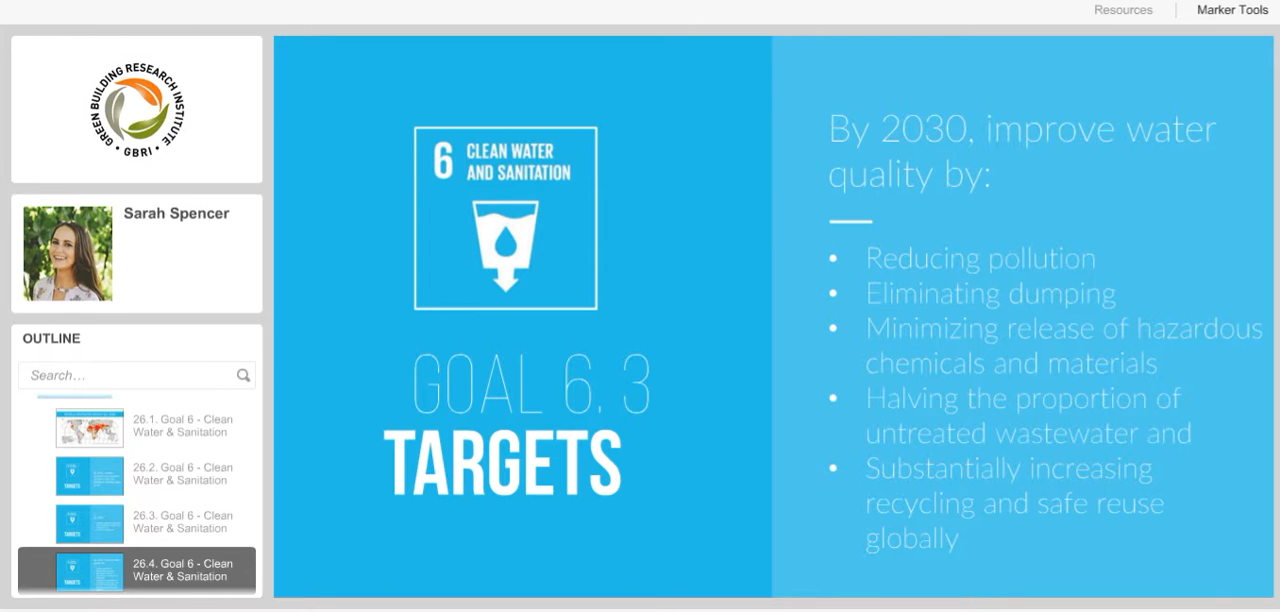 Resources
Marker Tools
GREEN BUILDING RESEARCH INSTITUTE
• GBRI •
Sarah Spencer
OUTLINE
Search...
26.1. Goal 6 - Clean
Water & Sanitation
26.2. Goal 6 - Clean
Water & Sanitation
26.3. Goal 6 - Clean
Water & Sanitation
26.4. Goal 6 - Clean
Water & Sanitation
6 CLEAN WATER
AND SANITATION
GOAL 6. 3
TARGETS
By 2030, improve water
quality by:
• Reducing pollution
• Eliminating dumping
• Minimizing release of hazardous
chemicals and materials
• Halving the proportion of
untreated wastewater and
• Substantially increasing
recycling and safe reuse
globally